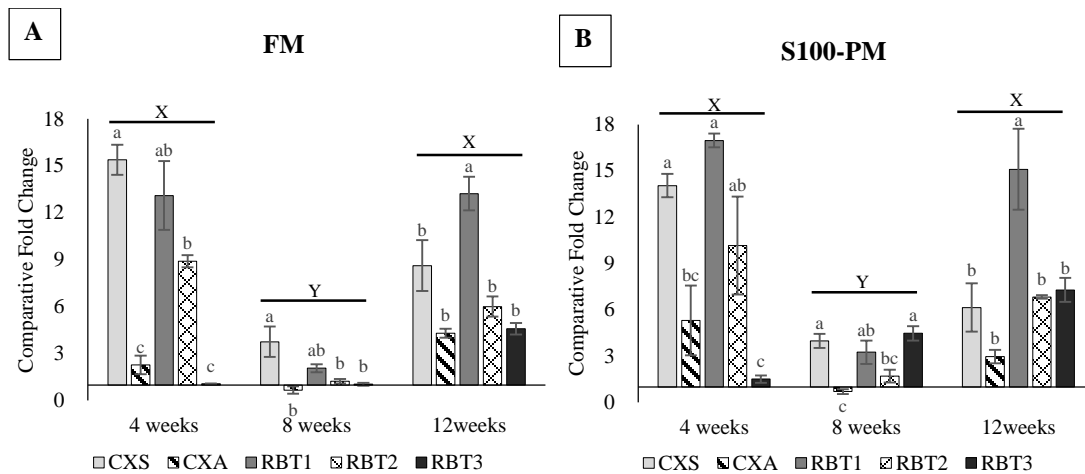 A
FM
Comparative Fold Change
18
15
12
9
6
3
0
X
a
c
ab
b
c
Y
a
b
ab
b
b
X
b
b
a
b
b
4 weeks
8 weeks
12weeks
CXS CXA RBT1 RBT2 RBT3
B
S100-PM
Comparative Fold Change
18
15
12
9
6
3
0
X
a
bc
a
ab
c
Y
a
c
ab
bc
a
X
b
b
a
b
b
4 weeks
8 weeks
12weeks
CXS CXA RBT1 RBT2 RBT3